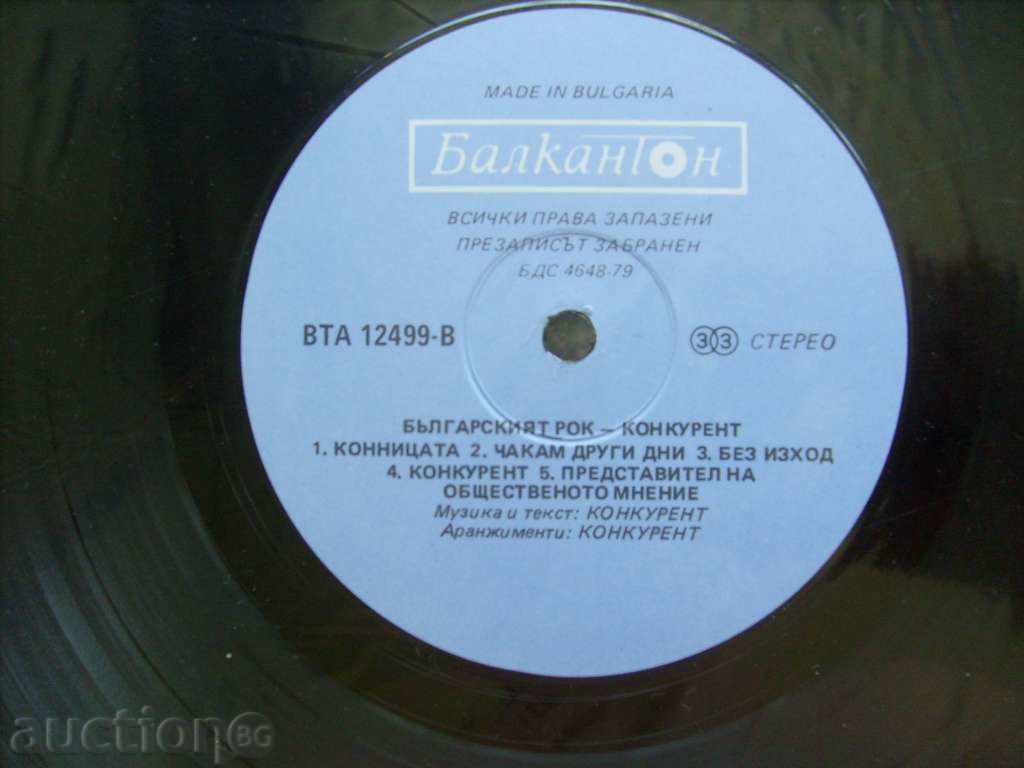 MADE IN BULGARIA
БалканТон
ВСИЧКИ ПРАВА ЗАПАЗЕНИ
ПРЕЗАПИСЪТ ЗАБРАНЕН
БДС 4648-79
ВТА 12499-В 33 СТЕРЕО
БЪЛГАРСКИЯТ РОК – КОНКУРЕНТ
1. КОННИЦАТА 2. ЧАКАМ ДРУГИ ДНИ 3. БЕЗ ИЗХОД
4. КОНКУРЕНТ 5. ПРЕДСТАВИТЕЛ НА
ОБЩЕСТВЕНОТО МНЕНИЕ
Музика и текст: КОНКУРЕНТ
Аранжименти: КОНКУРЕНТ
auction BG